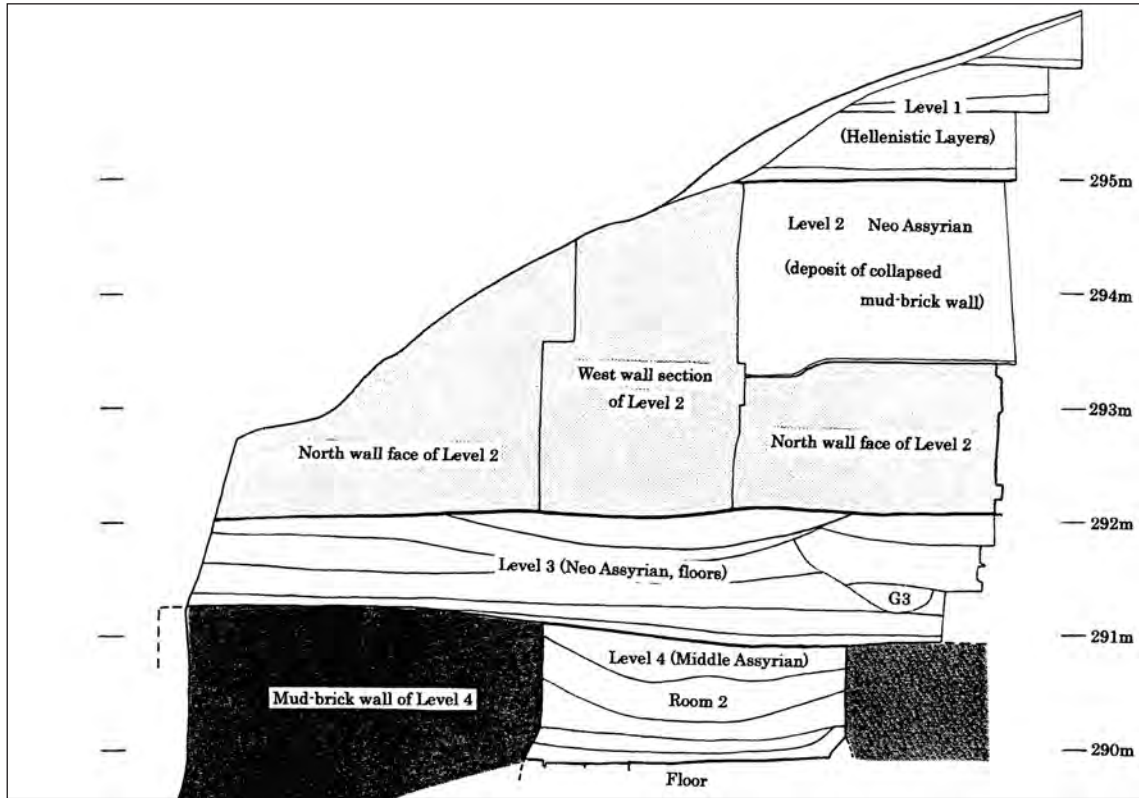 Level 1
(Hellenistic Layers)
295m
Level 2 Neo Assyrian
(deposit of collapsed
mud-brick wall)
294m
West wall section
of Level 2
293m
North wall face of Level 2
North wall face of Level 2
292m
Level 3 (Neo Assyrian, floors)
G3
291m
Level 4 (Middle Assyrian)
Mud-brick wall of Level 4
Room 2
290m
Floor